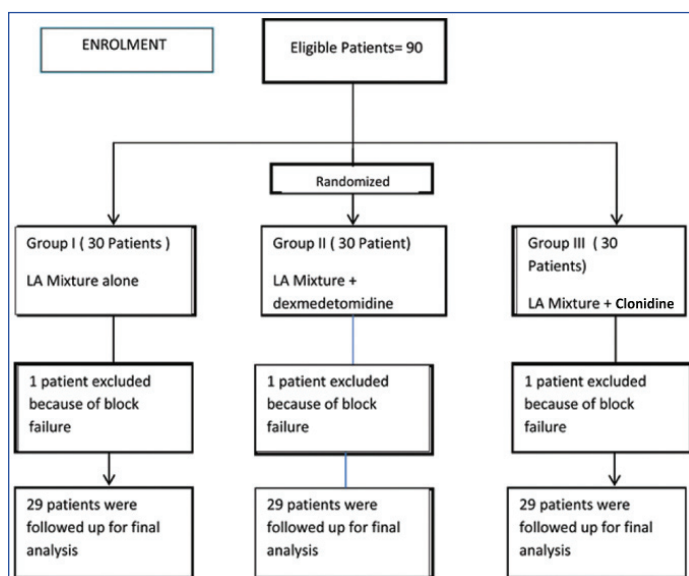 ENROLMENT
Eligible Patients= 90
Randomized
Group I ( 30 Patients )
LA Mixture alone
Group II ( 30 Patient)
LA Mixture +
dexmedetomidine
Group III ( 30
Patients)
LA Mixture + Clonidine
1 patient excluded
because of block
failure
1 patient excluded
because of block
failure
1 patient excluded
because of block
failure
29 patients were
followed up for final
analysis
29 patients were
followed up for final
analysis
29 patients were
followed up for final
analysis